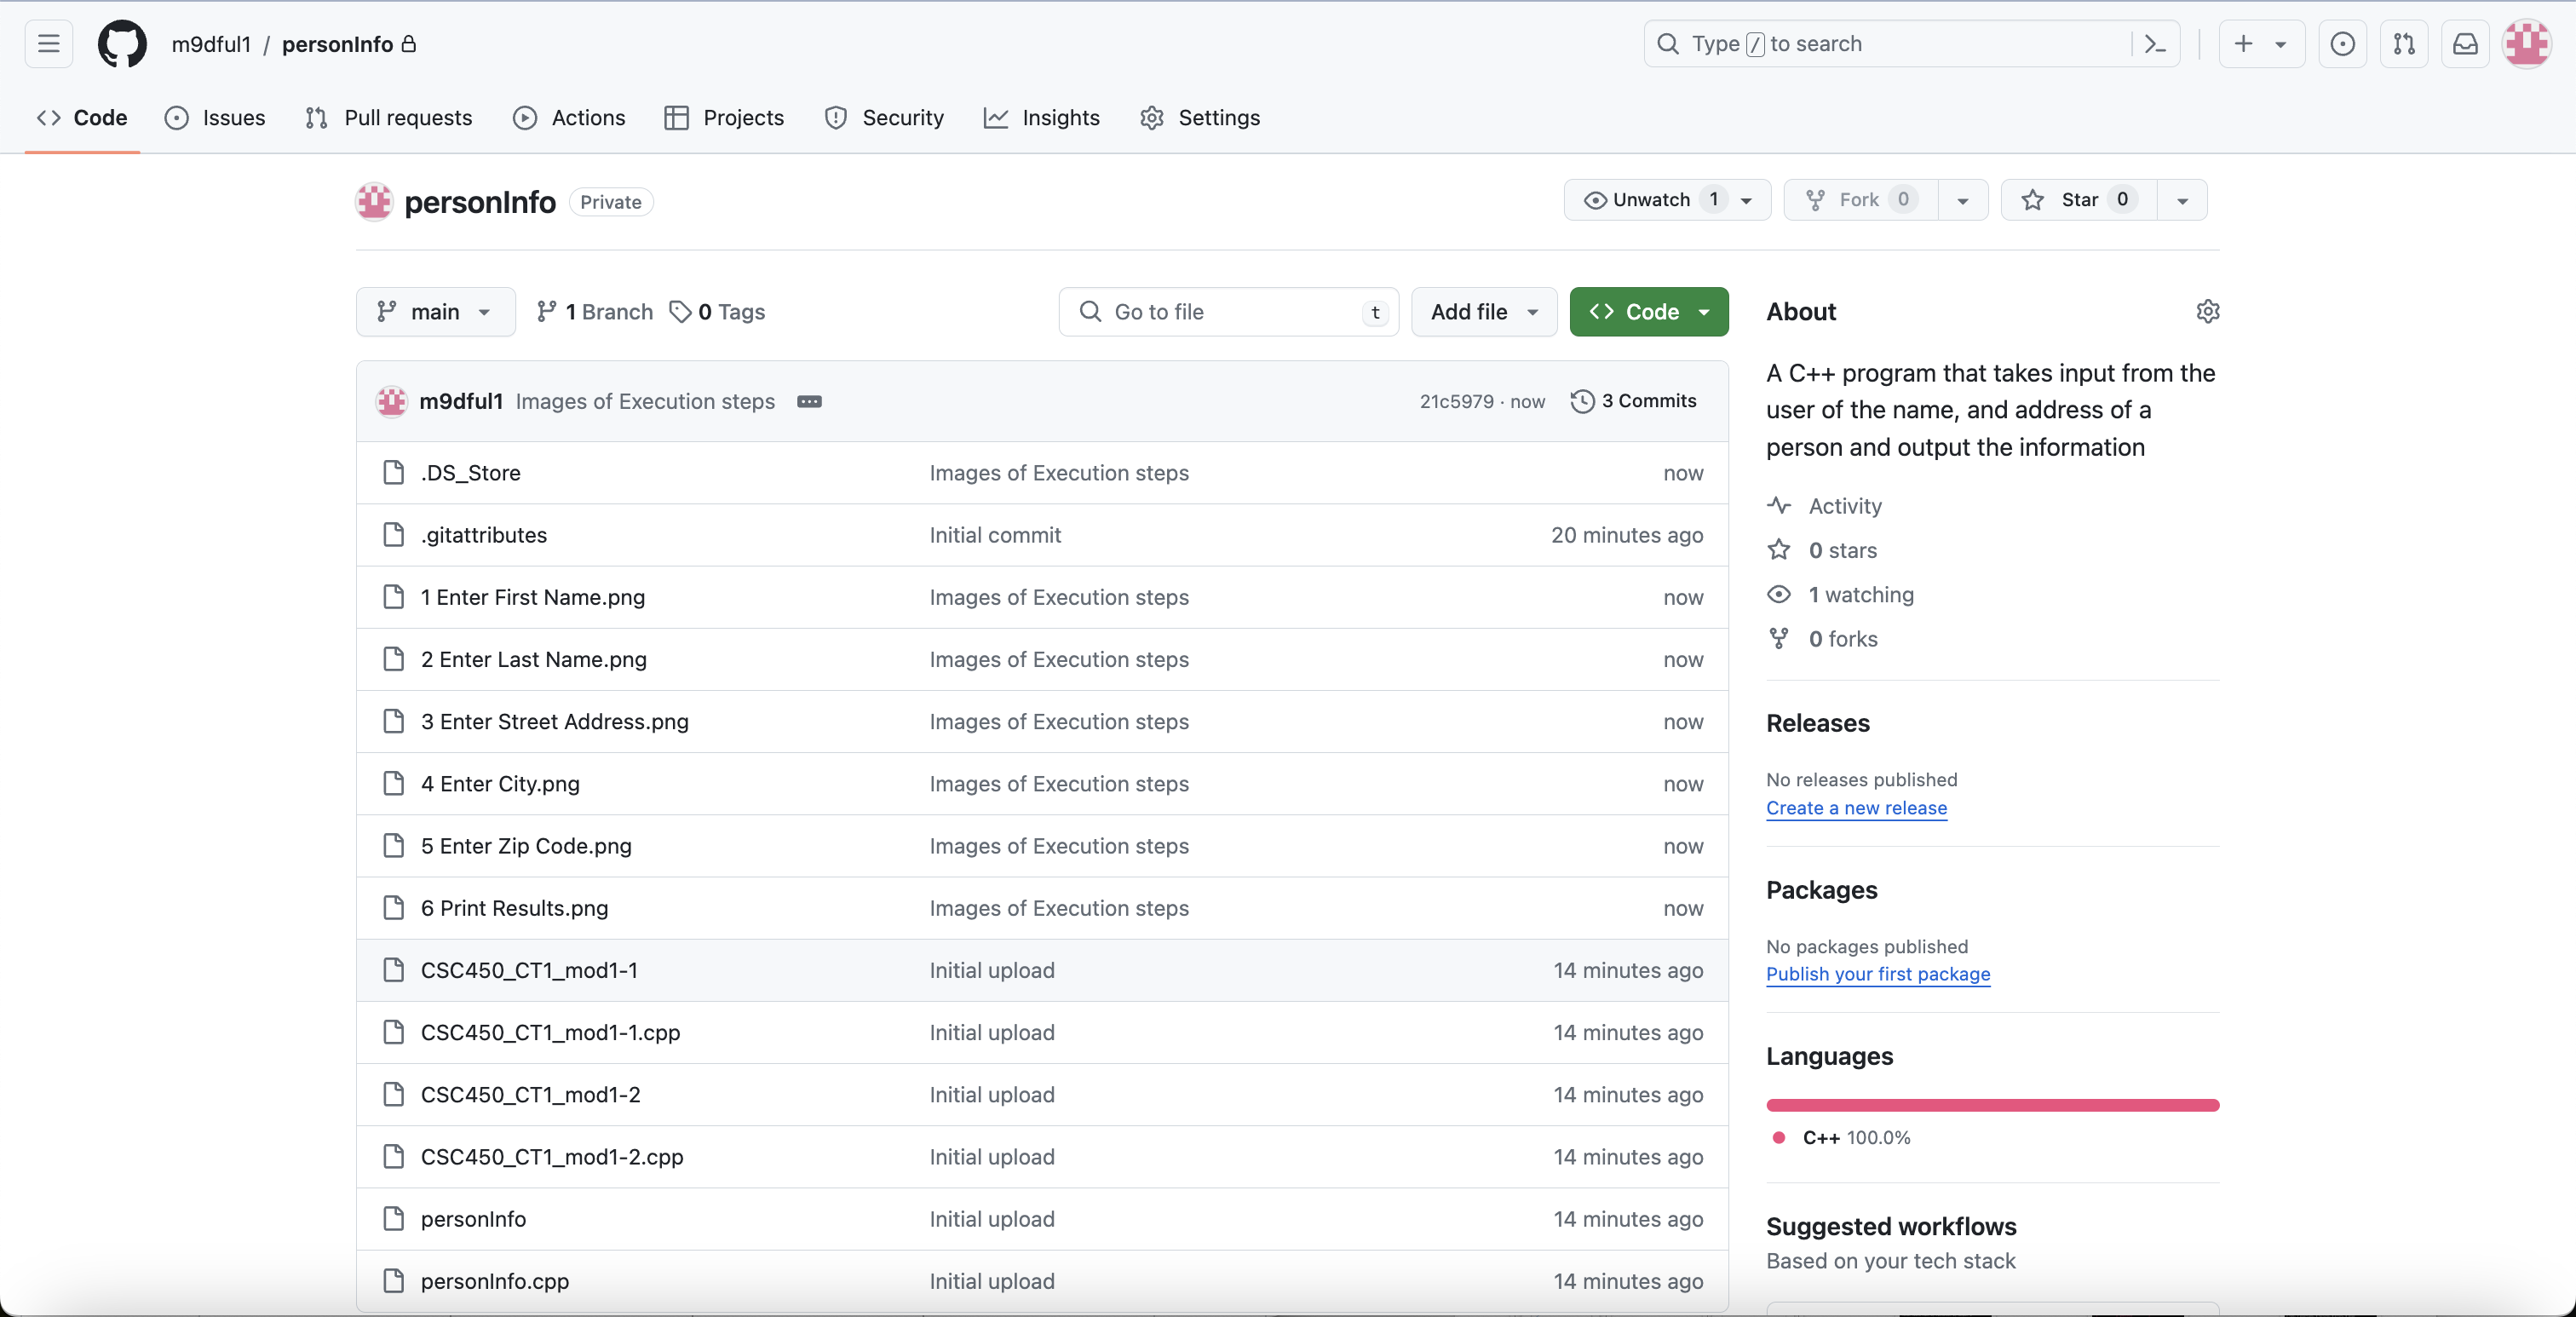 m9dful1 / personInfo
Type / to search
Code Issues Pull requests Actions Projects Security Insights Settings
personInfo Private
Unwatch 1 Fork 0 Star 0
main 1 Branch 0 Tags
Go to file t Add file Code
m9dful1 Images of Execution steps 21c5979 · now 3 Commits
.DS_Store Images of Execution steps now
.gitattributes Initial commit 20 minutes ago
1 Enter First Name.png Images of Execution steps now
2 Enter Last Name.png Images of Execution steps now
3 Enter Street Address.png Images of Execution steps now
4 Enter City.png Images of Execution steps now
5 Enter Zip Code.png Images of Execution steps now
6 Print Results.png Images of Execution steps now
CSC450_CT1_mod1-1 Initial upload 14 minutes ago
CSC450_CT1_mod1-1.cpp Initial upload 14 minutes ago
CSC450_CT1_mod1-2 Initial upload 14 minutes ago
CSC450_CT1_mod1-2.cpp Initial upload 14 minutes ago
personInfo Initial upload 14 minutes ago
personInfo.cpp Initial upload 14 minutes ago
About
A C++ program that takes input from the
user of the name, and address of a
person and output the information
Activity
0 stars
1 watching
0 forks
Releases
No releases published
Create a new release
Packages
No packages published
Publish your first package
Languages
C++ 100.0%
Suggested workflows
Based on your tech stack